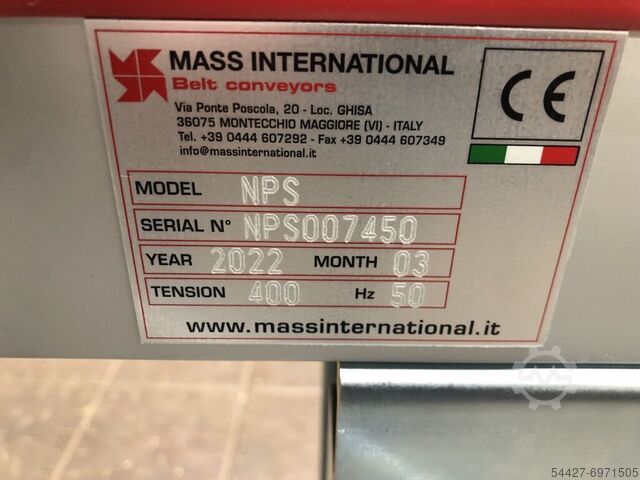 MASS INTERNATIONAL
Belt conveyors
Via Ponte Poscola, 20 - Loc. GHISA
36075 MONTECCHIO MAGGIORE (VI) - ITALY
Tel. +39 0444 607292 - Fax +39 0444 607349
info@massinternational.it
CE
MODEL NPS
SERIAL N° NPS007450
YEAR 2022 MONTH 03
TENSION 400 Hz 50
www.massinternational.it
54427-6971505